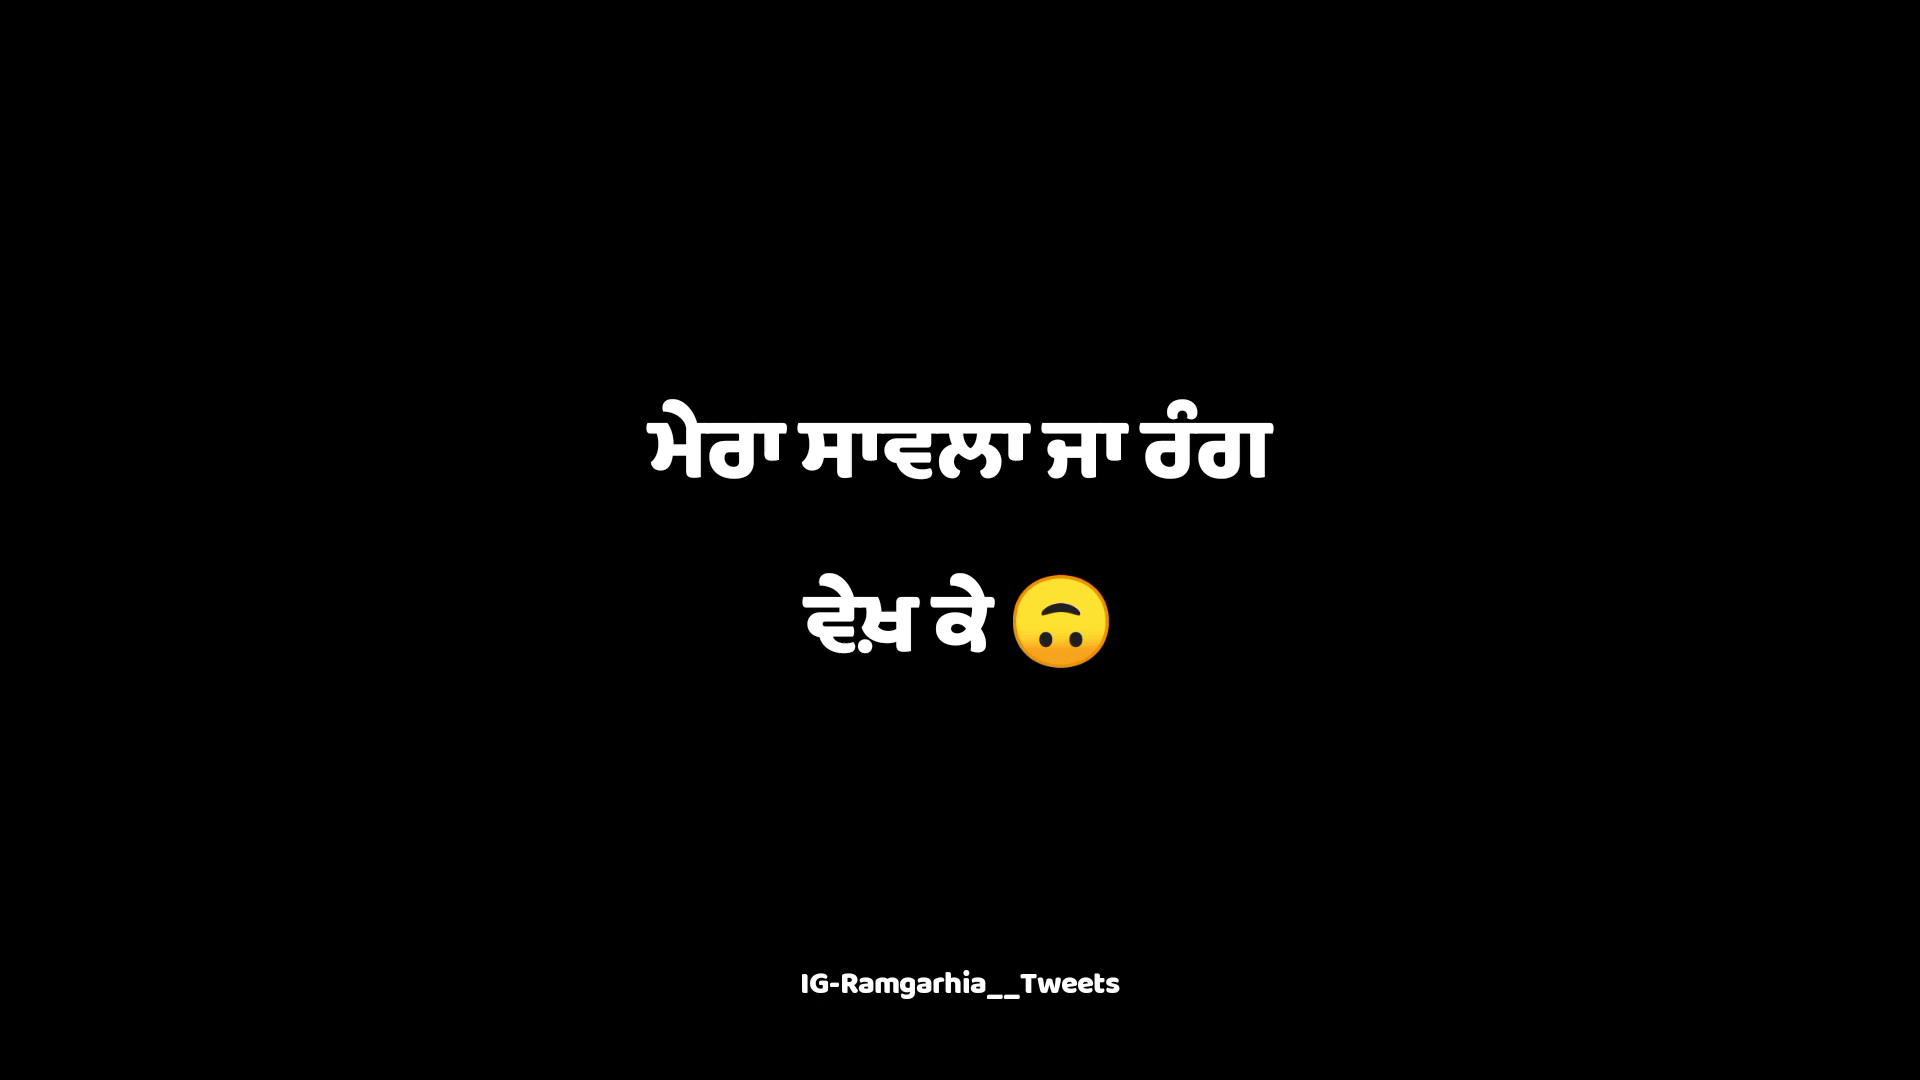 ਮੇਰਾ ਸਾਵਲਾ ਜਾ ਰੰਗ
ਵੇਖ਼ ਕੇ 🙃
IG-Ramgarhia__Tweets